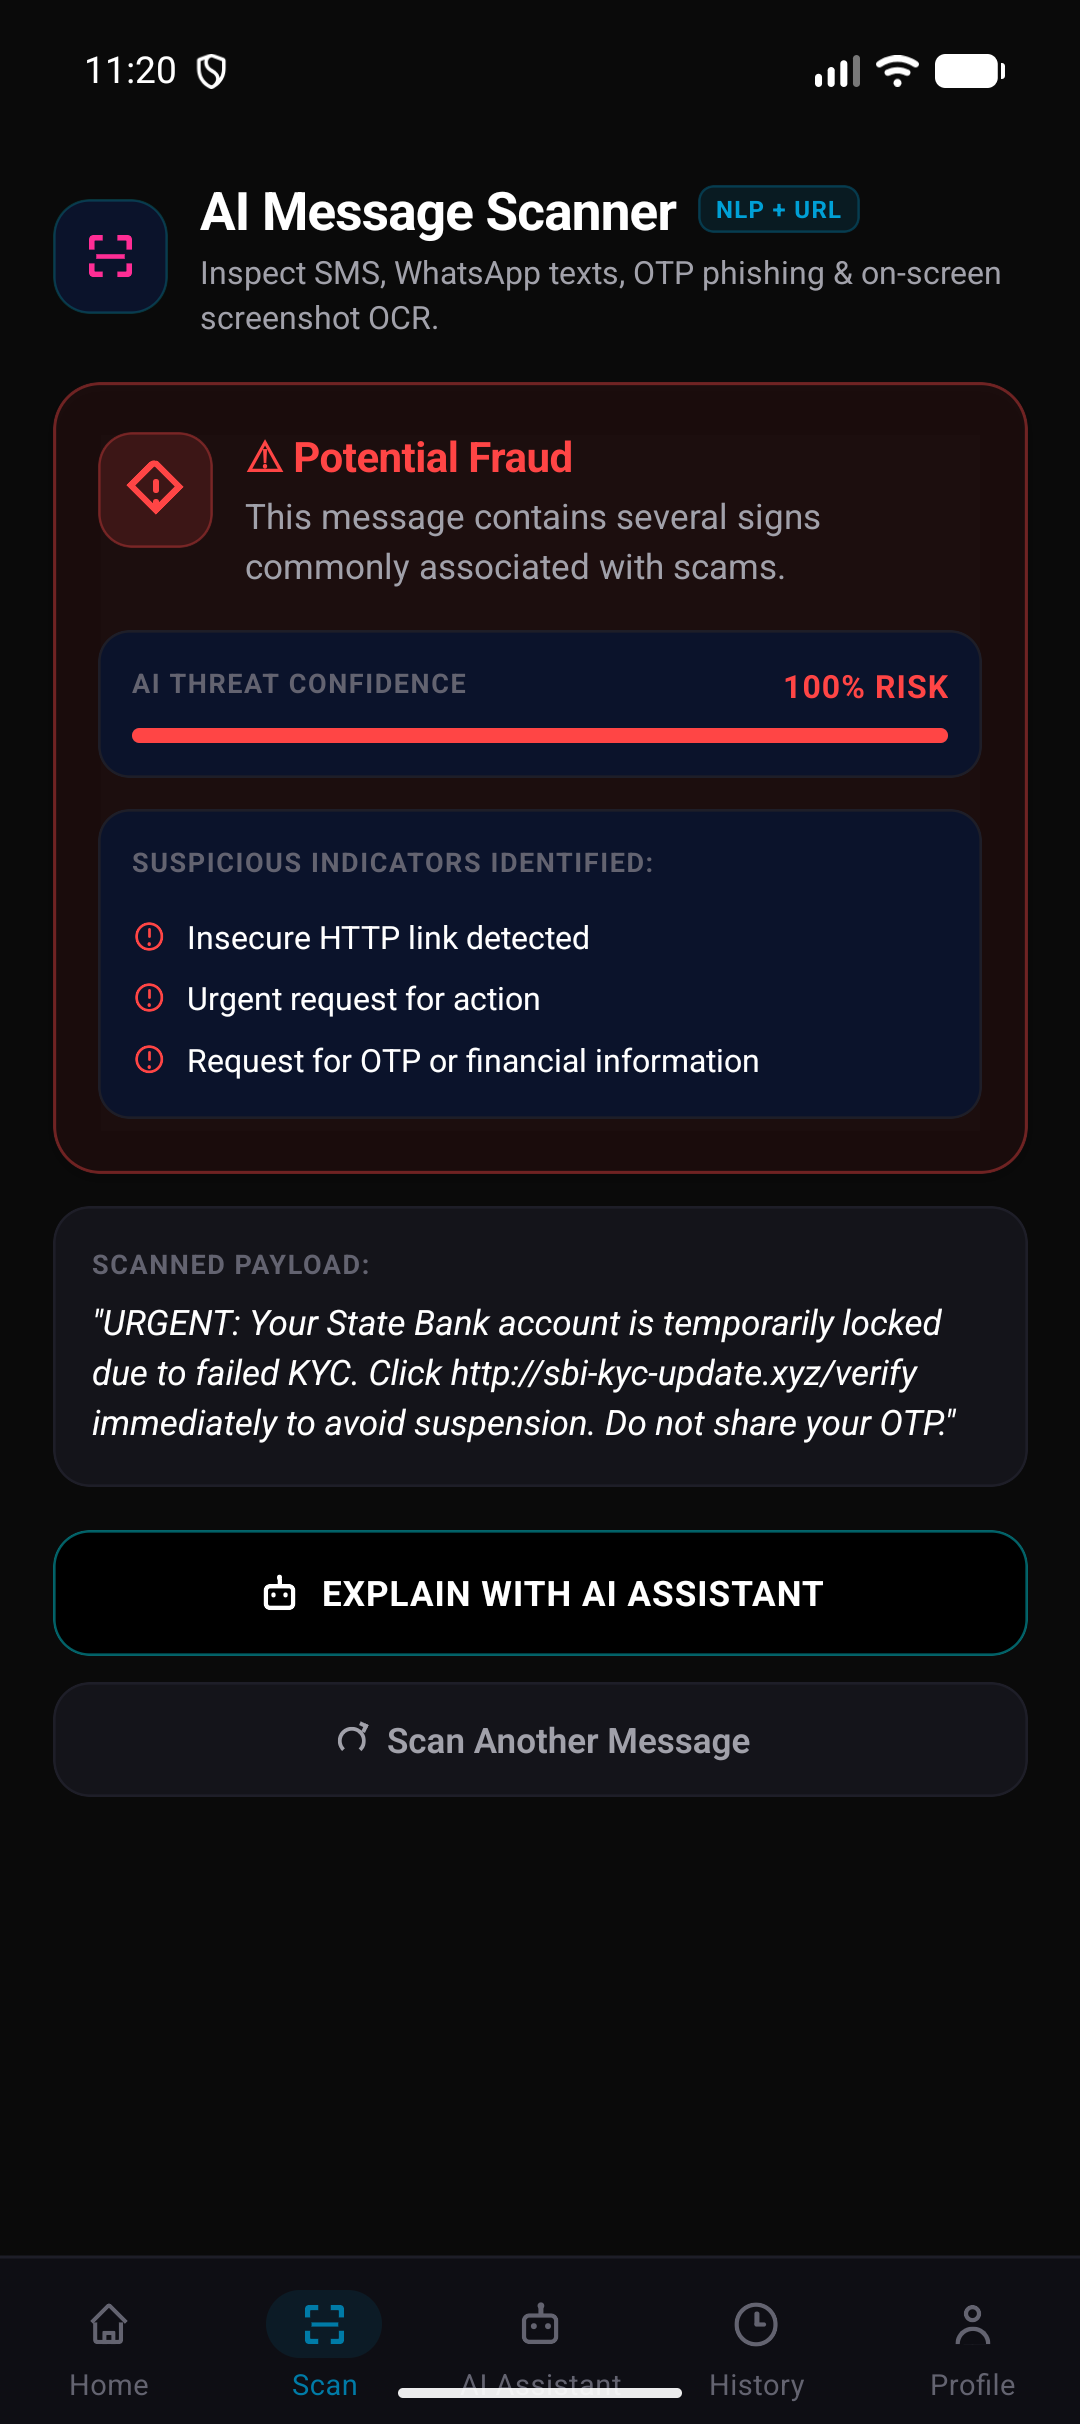 11:20
AI Message Scanner
NLP + URL
Inspect SMS, WhatsApp texts, OTP phishing & on-screen
screenshot OCR.
⚠ Potential Fraud
This message contains several signs
commonly associated with scams.
AI THREAT CONFIDENCE
100% RISK
SUSPICIOUS INDICATORS IDENTIFIED:
Insecure HTTP link detected
Urgent request for action
Request for OTP or financial information
SCANNED PAYLOAD:
"URGENT: Your State Bank account is temporarily locked
due to failed KYC. Click http://sbi-kyc-update.xyz/verify
immediately to avoid suspension. Do not share your OTP."
EXPLAIN WITH AI ASSISTANT
Scan Another Message
Home
Scan
AI Assistant
History
Profile